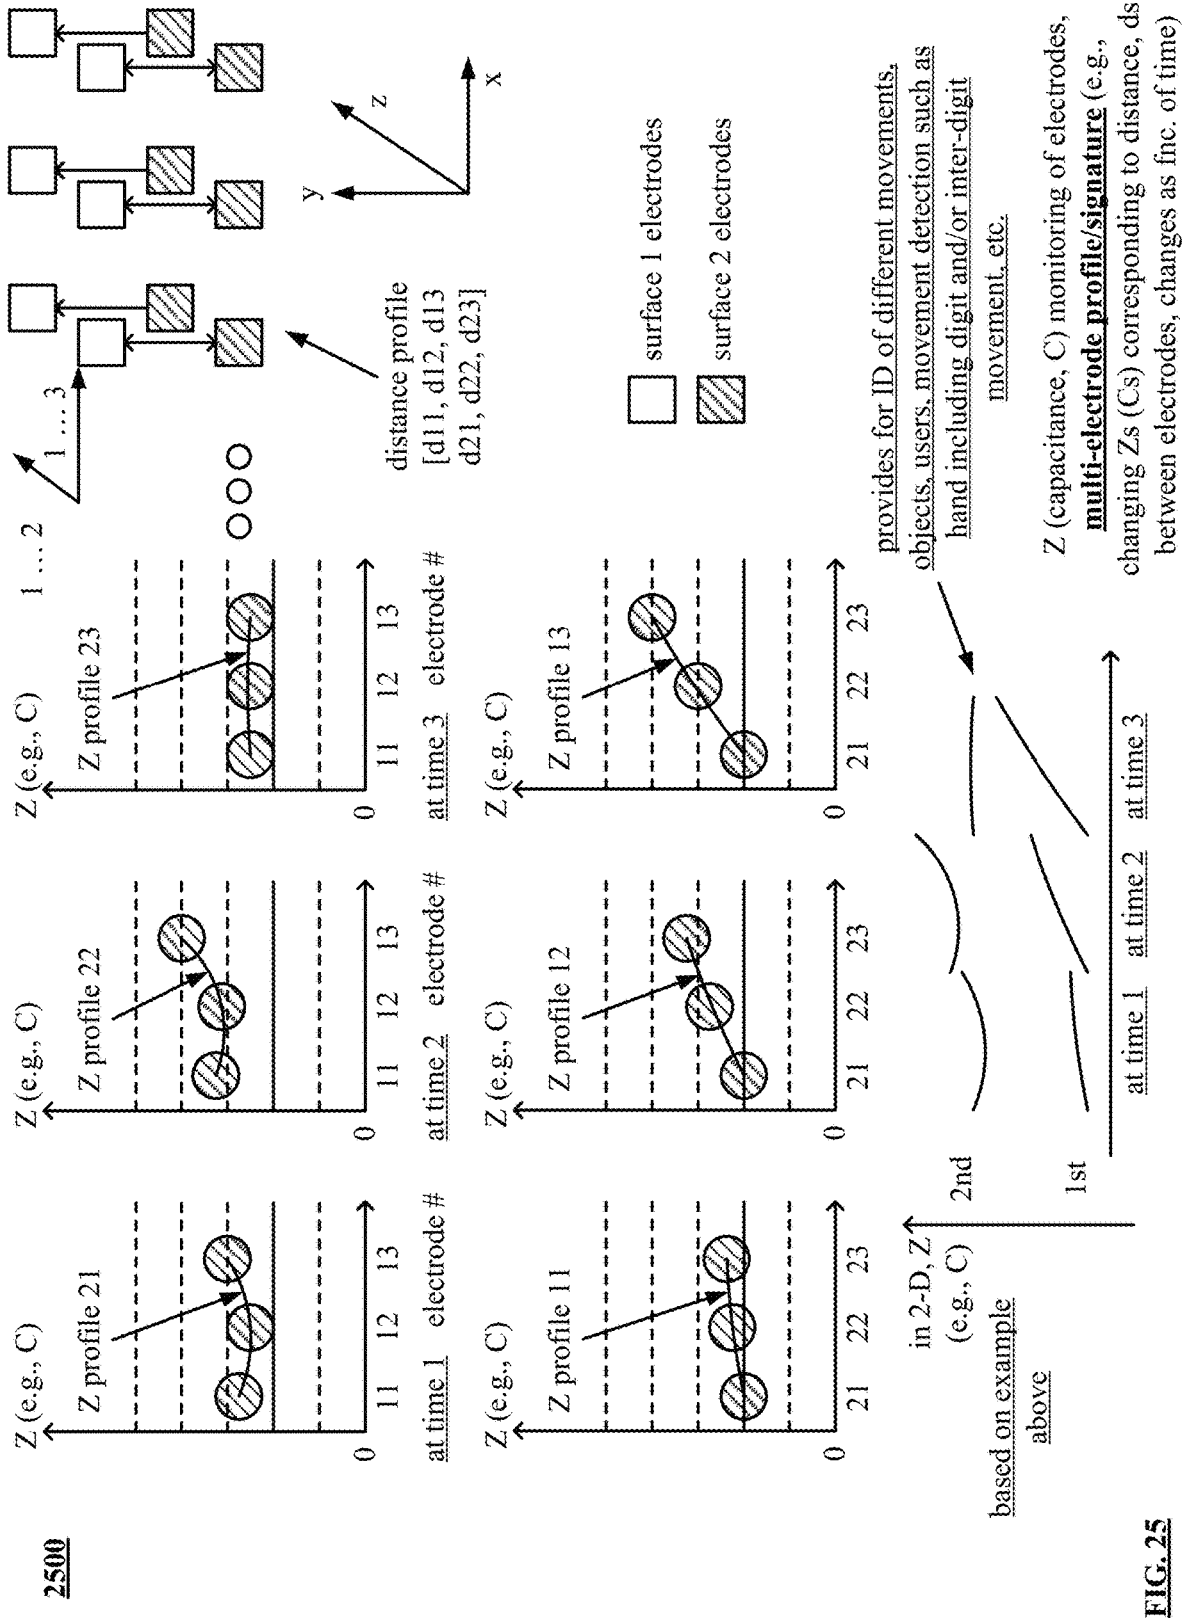 2500
Z (e.g., C)
Z profile 21
0
11 12 13
at time 1 electrode #
Z (e.g., C)
Z profile 22
0
11 12 13
at time 2 electrode #
Z (e.g., C)
Z profile 23
0
11 12 13
at time 3 electrode #
1 … 2
1 … 3
distance profile
[d11, d12, d13
d21, d22, d23]
y
z
x
Z (e.g., C)
Z profile 11
0
21 22 23
Z (e.g., C)
Z profile 12
0
21 22 23
Z (e.g., C)
Z profile 13
0
21 22 23
surface 1 electrodes
surface 2 electrodes
in 2-D, Z
(e.g., C)
based on example
above
2nd
1st
at time 1 at time 2 at time 3
provides for ID of different movements,
objects, users, movement detection such as
hand including digit and/or inter-digit
movement, etc.
Z (capacitance, C) monitoring of electrodes,
multi-electrode profile/signature (e.g.,
changing Zs (Cs) corresponding to distance, ds
between electrodes, changes as fnc. of time)
FIG. 25